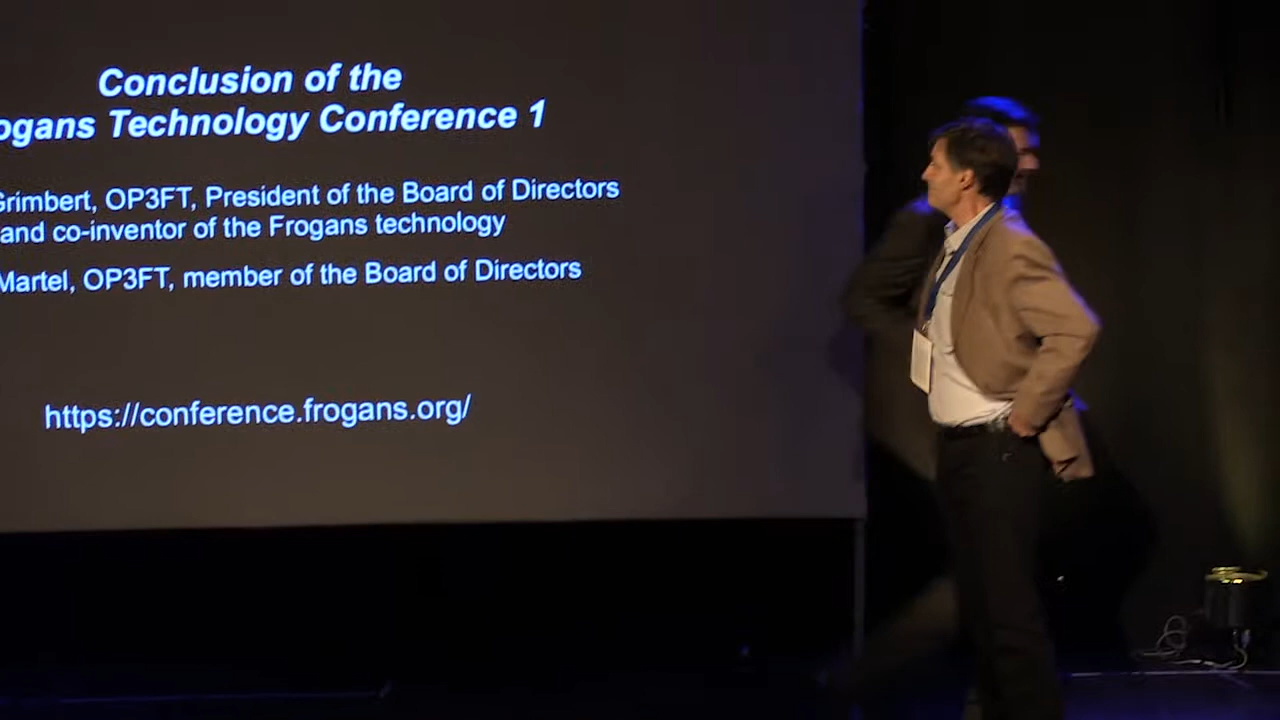 Conclusion of the
ogans Technology Conference 1
Grimbert, OP3FT, President of the Board of Directors
and co-inventor of the Frogans technology
Martel, OP3FT, member of the Board of Directors
https://conference.frogans.org/